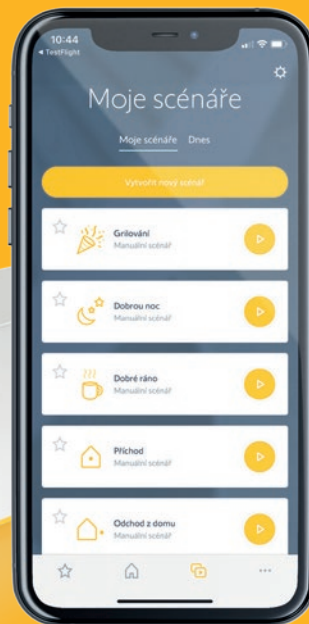 10:44
◀ TestFlight
Moje scénáře
Moje scénáře Dnes
Vytvořit nový scénář
Grilování
Manuální scénář
Dobrou noc
Manuální scénář
Dobré ráno
Manuální scénář
Příchod
Manuální scénář
Odchod z domu
Manuální scénář